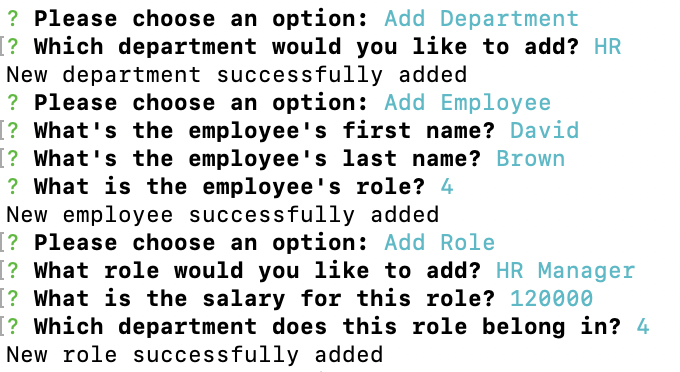 ? Please choose an option: Add Department
[? Which department would you like to add? HR
New department successfully added
? Please choose an option: Add Employee
[? What's the employee's first name? David
[? What's the employee's last name? Brown
? What is the employee's role? 4
New employee successfully added
[? Please choose an option: Add Role
[? What role would you like to add? HR Manager
[? What is the salary for this role? 120000
[? Which department does this role belong in? 4
New role successfully added